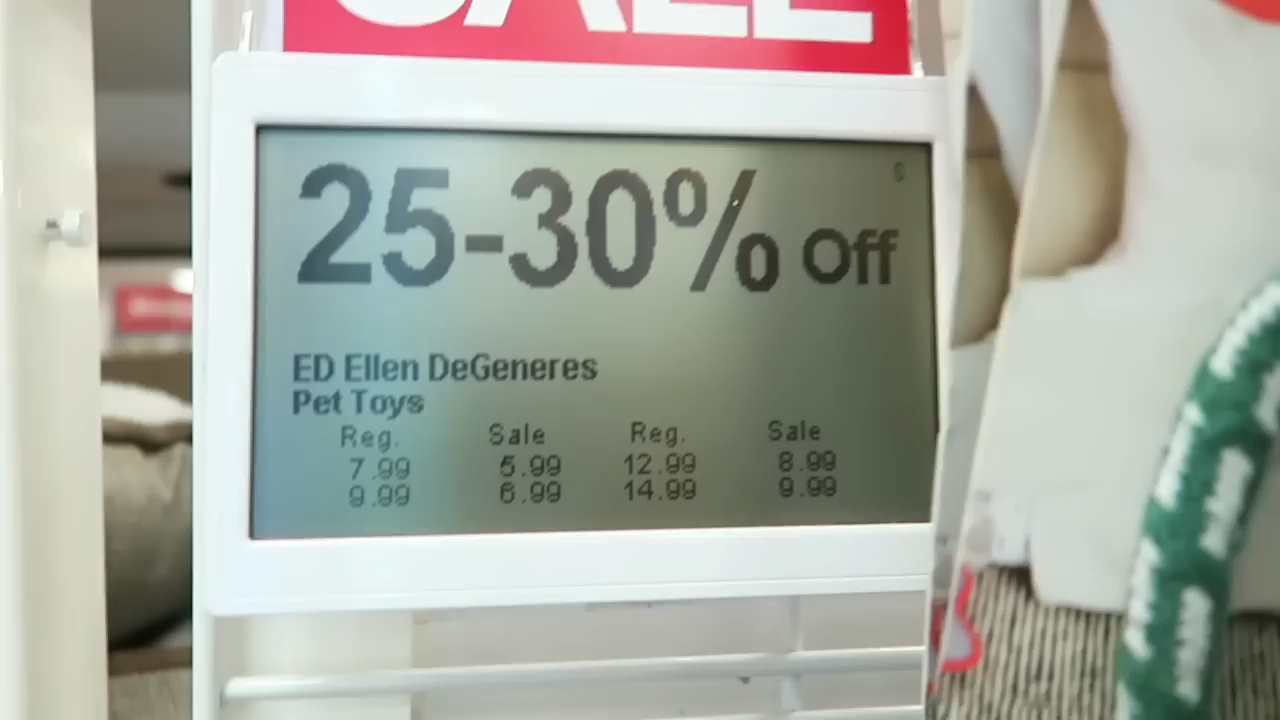 SALE
25-30% Off
S
ED Ellen DeGeneres
Pet Toys
Reg. Sale Reg. Sale
7.99 5.99 12.99 8.99
9.99 6.99 14.99 9.99